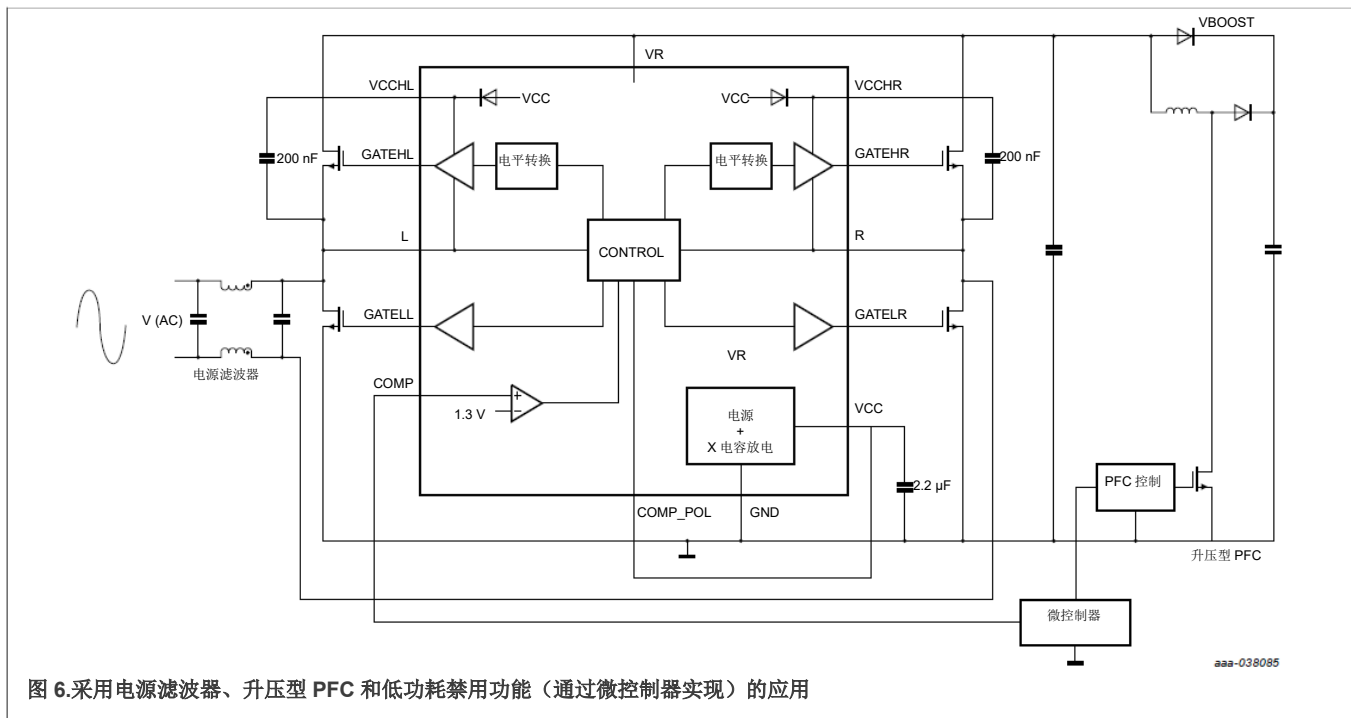 VBOOST
VR
VCCHL
VCC
VCC
VCCHR
200 nF
GATEHL
电平转换
电平转换
GATEHR
200 nF
L
CONTROL
R
V (AC)
GATELL
GATELR
电源滤波器
VR
COMP
+
1.3 V
−
电源
+
X 电容放电
VCC
2.2 µF
PFC 控制
COMP_POL
GND
升压型 PFC
微控制器
aaa-038085
图 6.采用电源滤波器、升压型 PFC 和低功耗禁用功能（通过微控制器实现）的应用